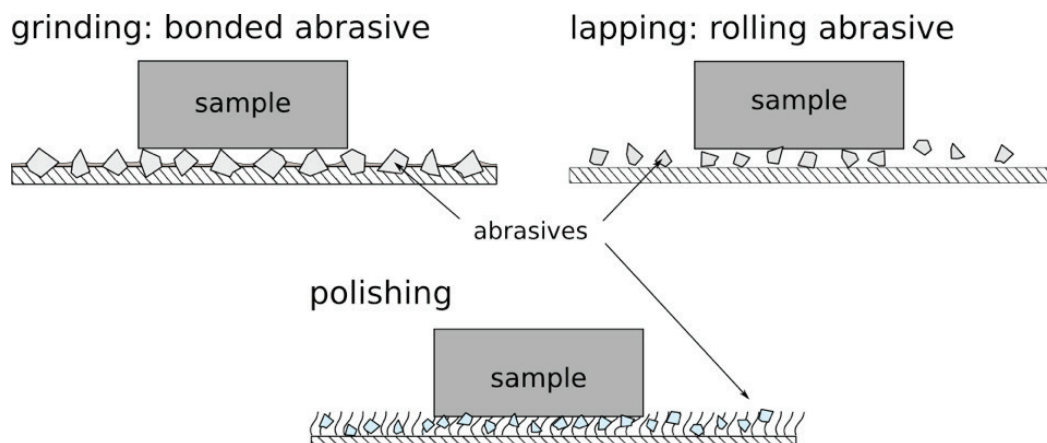 grinding: bonded abrasive
lapping: rolling abrasive
sample
sample
abrasives
polishing
sample